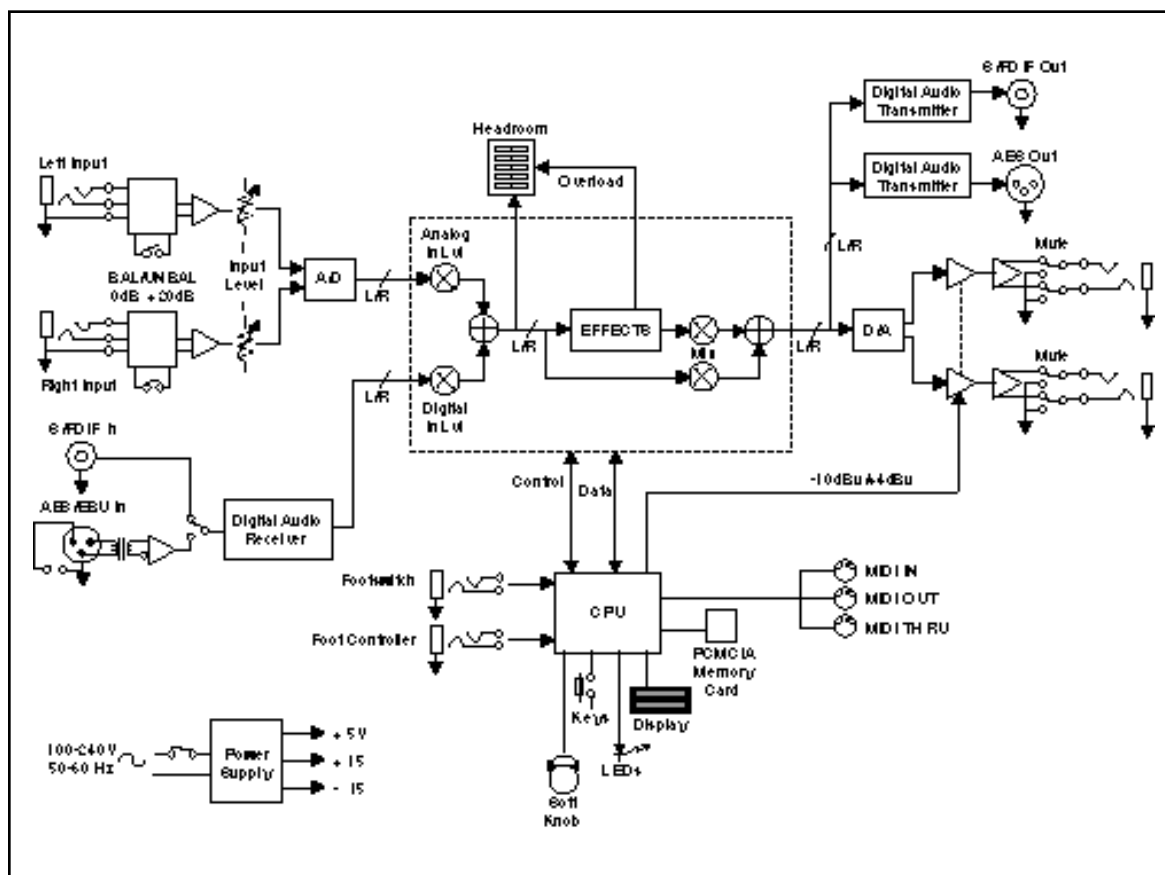 S/PDIF Out
Digital Audio
Transmitter
Headroom
Left Input
AES Out
Digital Audio
Transmitter
Overload
L/R
Mute
Analog
In Lvl
BAL/UNBAL
0dB +20dB
Input
Level
A/D
L/R
L/R
EFFECTS
Mix
L/R
D/A
Mute
Right Input
L/R
Digital
In Lvl
S/PDIF In
Control
Data
-10dBu/+4dBu
AES/EBU In
Digital Audio
Receiver
Footswitch
CPU
MIDI IN
MIDI OUT
MIDI THRU
Foot Controller
PCMCIA
Memory
Card
Keys
Display
100-240V
50-60 Hz
Power
Supply
+ 5V
+ 15
- 15
LEDs
Soft
Knob